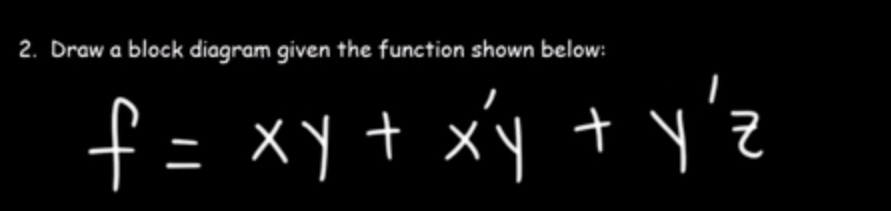 2. Draw a block diagram given the function shown below:
f = xy + x'y + y'z